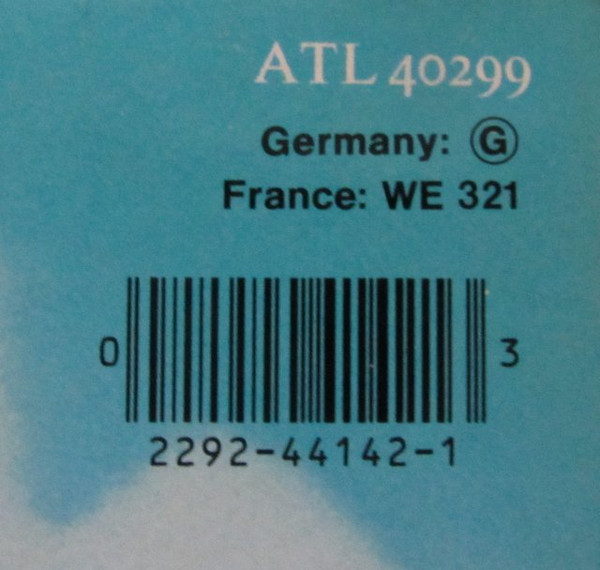 ATL 40299
Germany: Ⓖ
France: WE 321
0 3
2292-44142-1